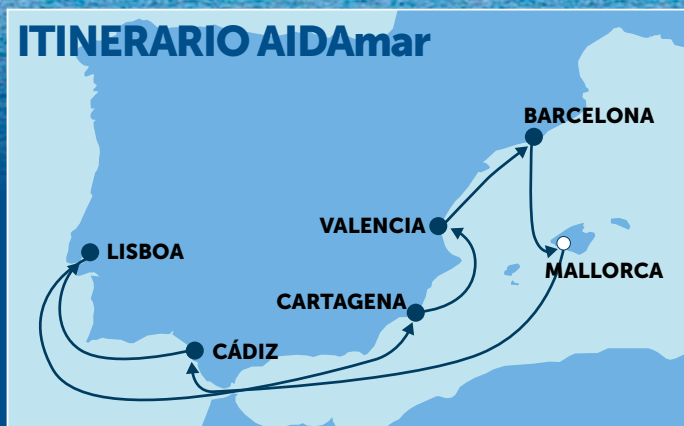 ITINERARIO AIDAmar
BARCELONA
VALENCIA
LISBOA
MALLORCA
CARTAGENA
CÁDIZ